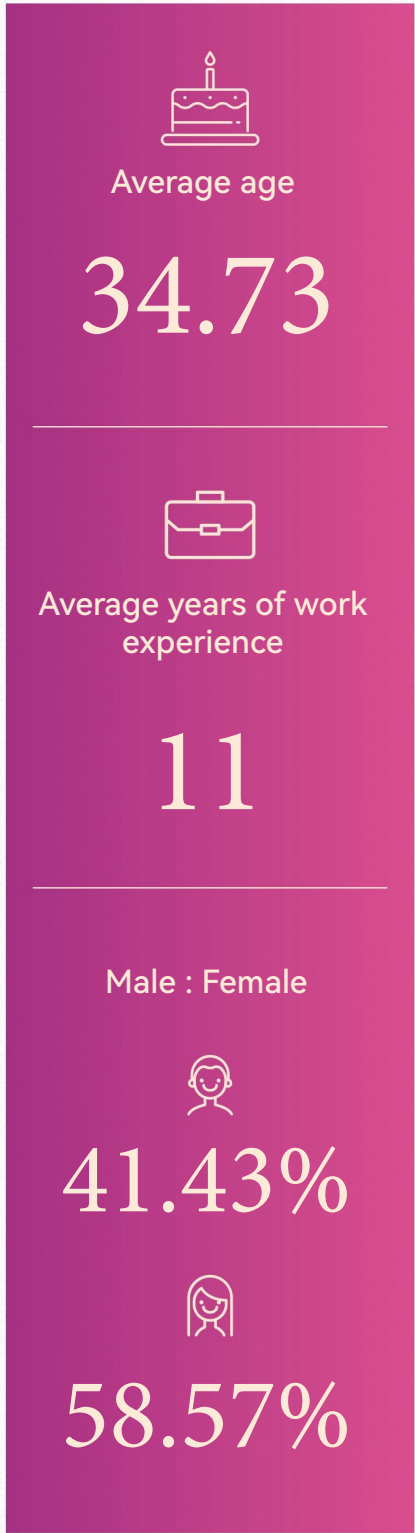 Average age
34.73
Average years of work
experience
11
Male : Female
41.43%
58.57%